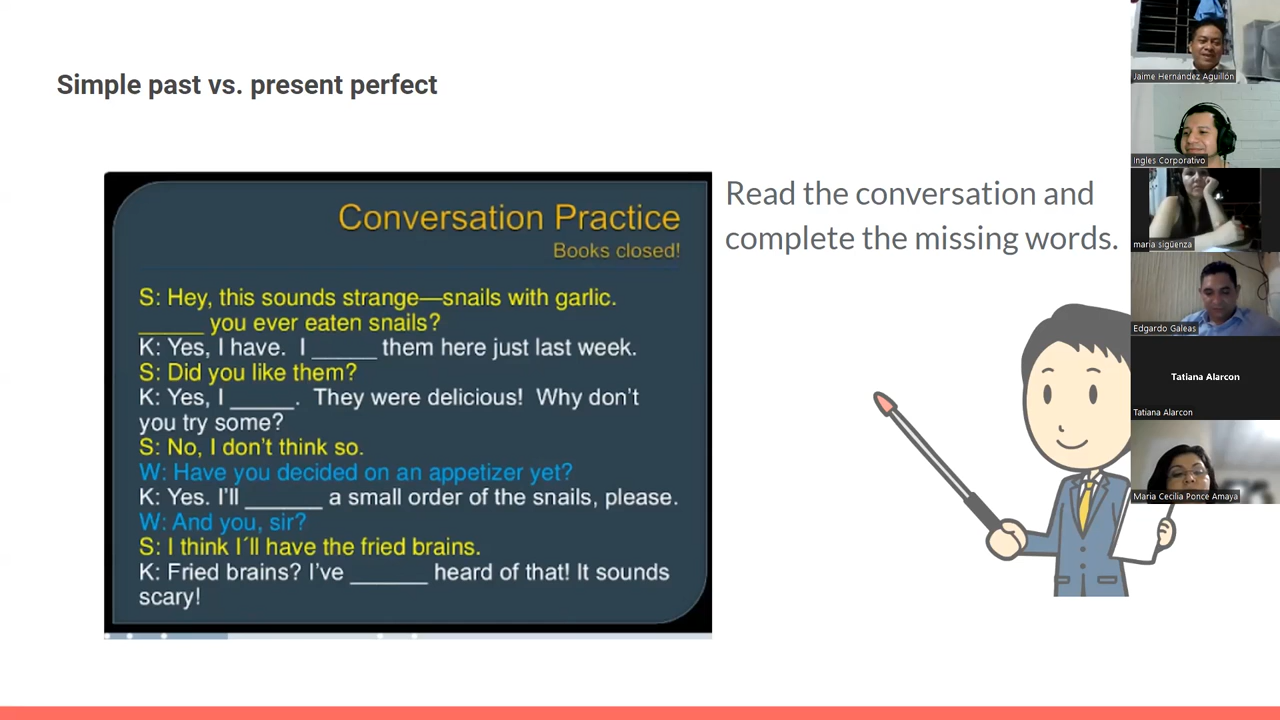 Simple past vs. present perfect
Conversation Practice
Books closed!
S: Hey, this sounds strange—snails with garlic.
_____ you ever eaten snails?
K: Yes, I have. I _____ them here just last week.
S: Did you like them?
K: Yes, I _____. They were delicious! Why don't
you try some?
S: No, I don't think so.
W: Have you decided on an appetizer yet?
K: Yes. I'll ______ a small order of the snails, please.
W: And you, sir?
S: I think I´ll have the fried brains.
K: Fried brains? I've ______ heard of that! It sounds
scary!
Read the conversation and
complete the missing words.
Jaime Hernández Aguillón
Ingles Corporativo
maria sigüenza
Edgardo Galeas
Tatiana Alarcon
Tatiana Alarcon
Maria Cecilia Ponce Amaya